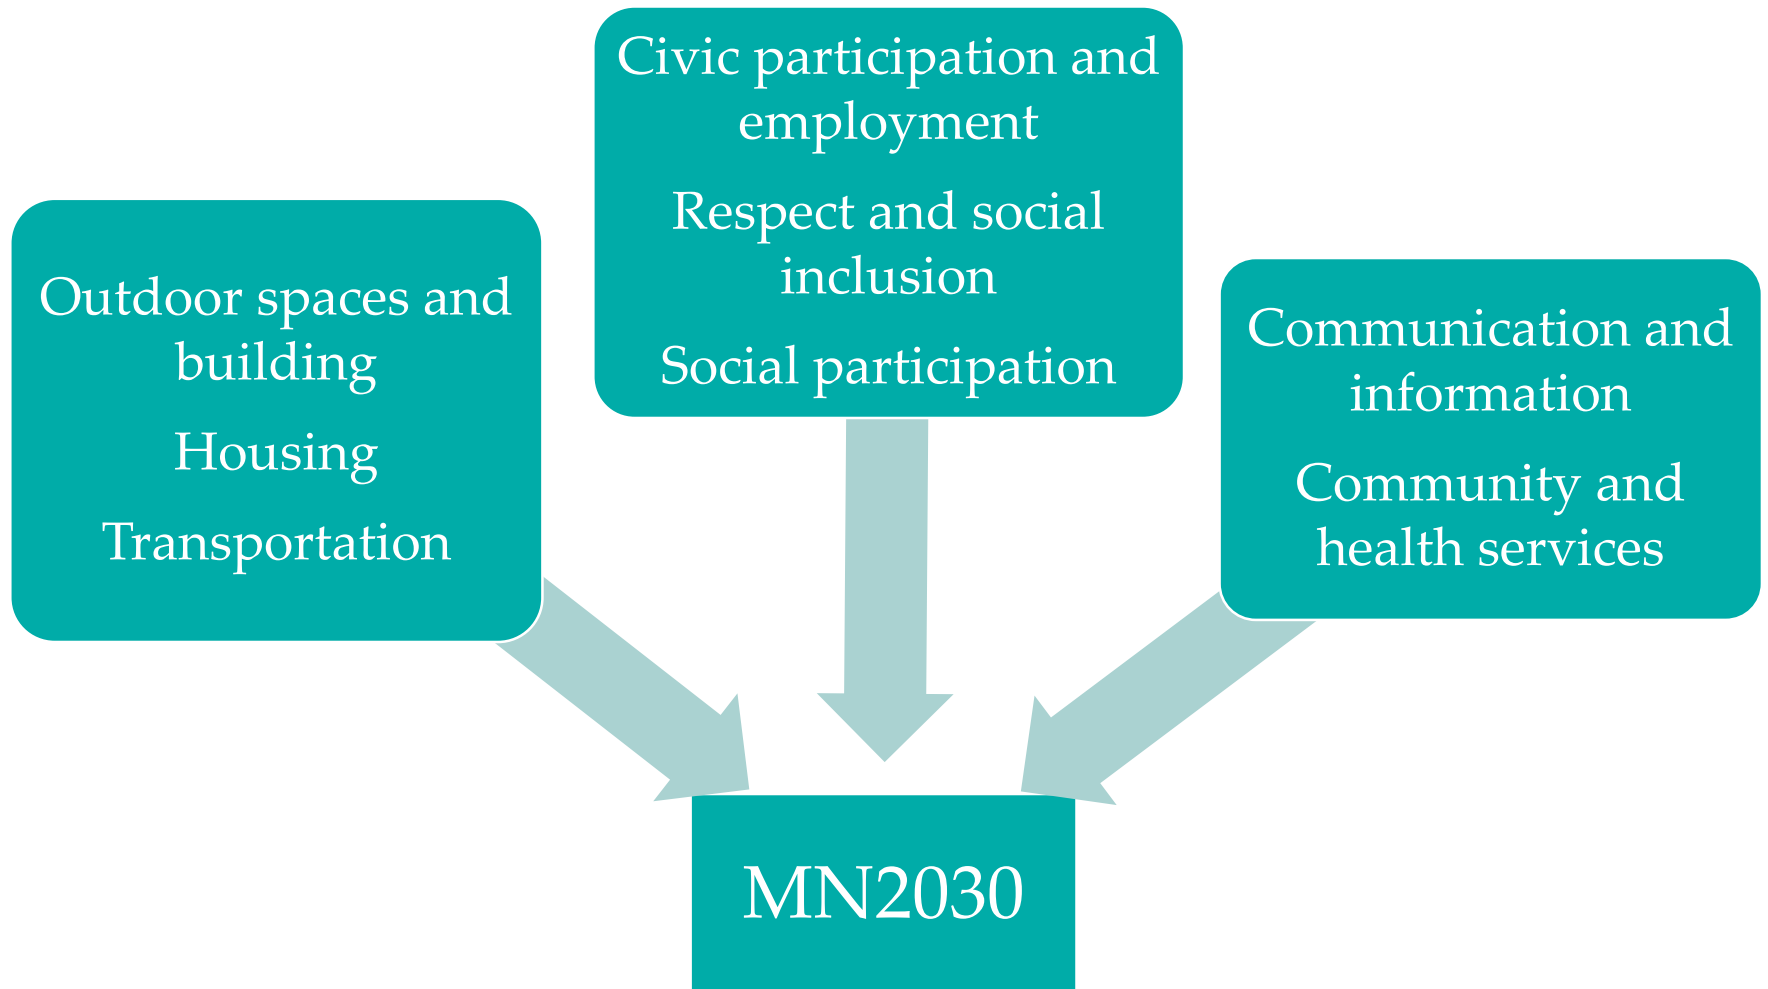 Outdoor spaces and
building
Housing
Transportation
Civic participation and
employment
Respect and social
inclusion
Social participation
Communication and
information
Community and
health services
MN2030